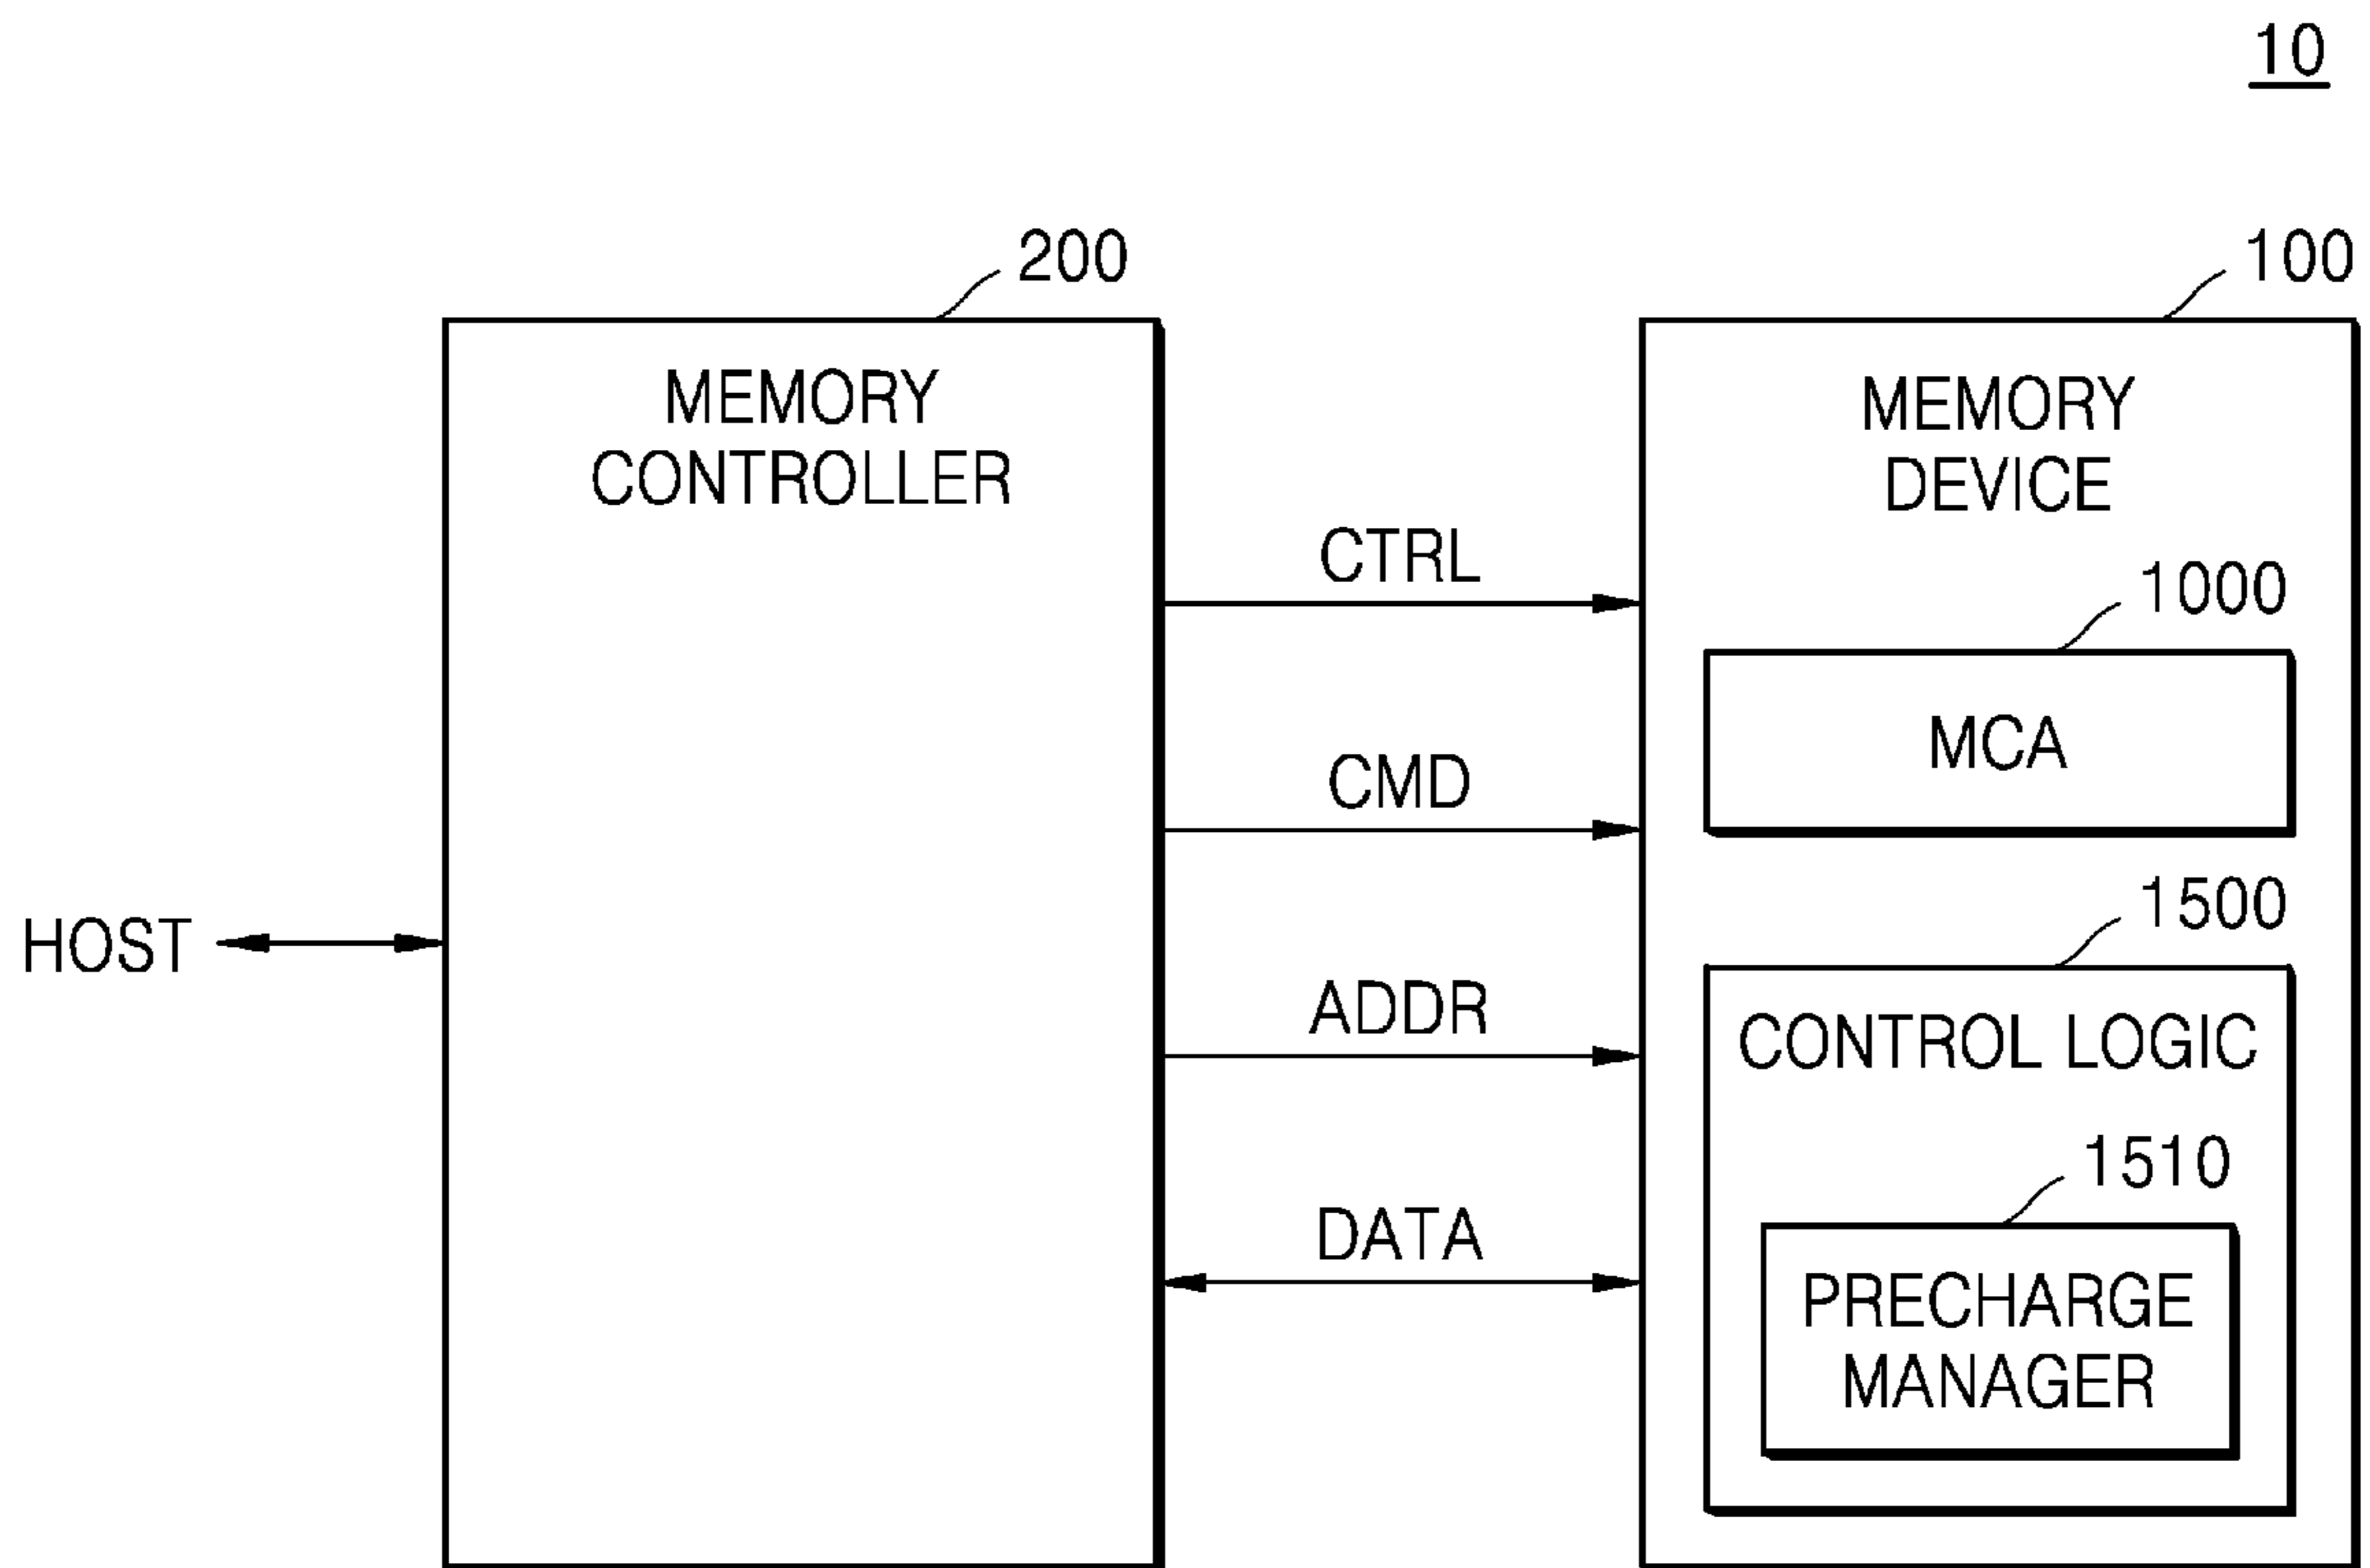 10
200
100
MEMORY
CONTROLLER
MEMORY
DEVICE
CTRL
1000
MCA
CMD
1500
HOST
ADDR
CONTROL LOGIC
1510
DATA
PRECHARGE
MANAGER